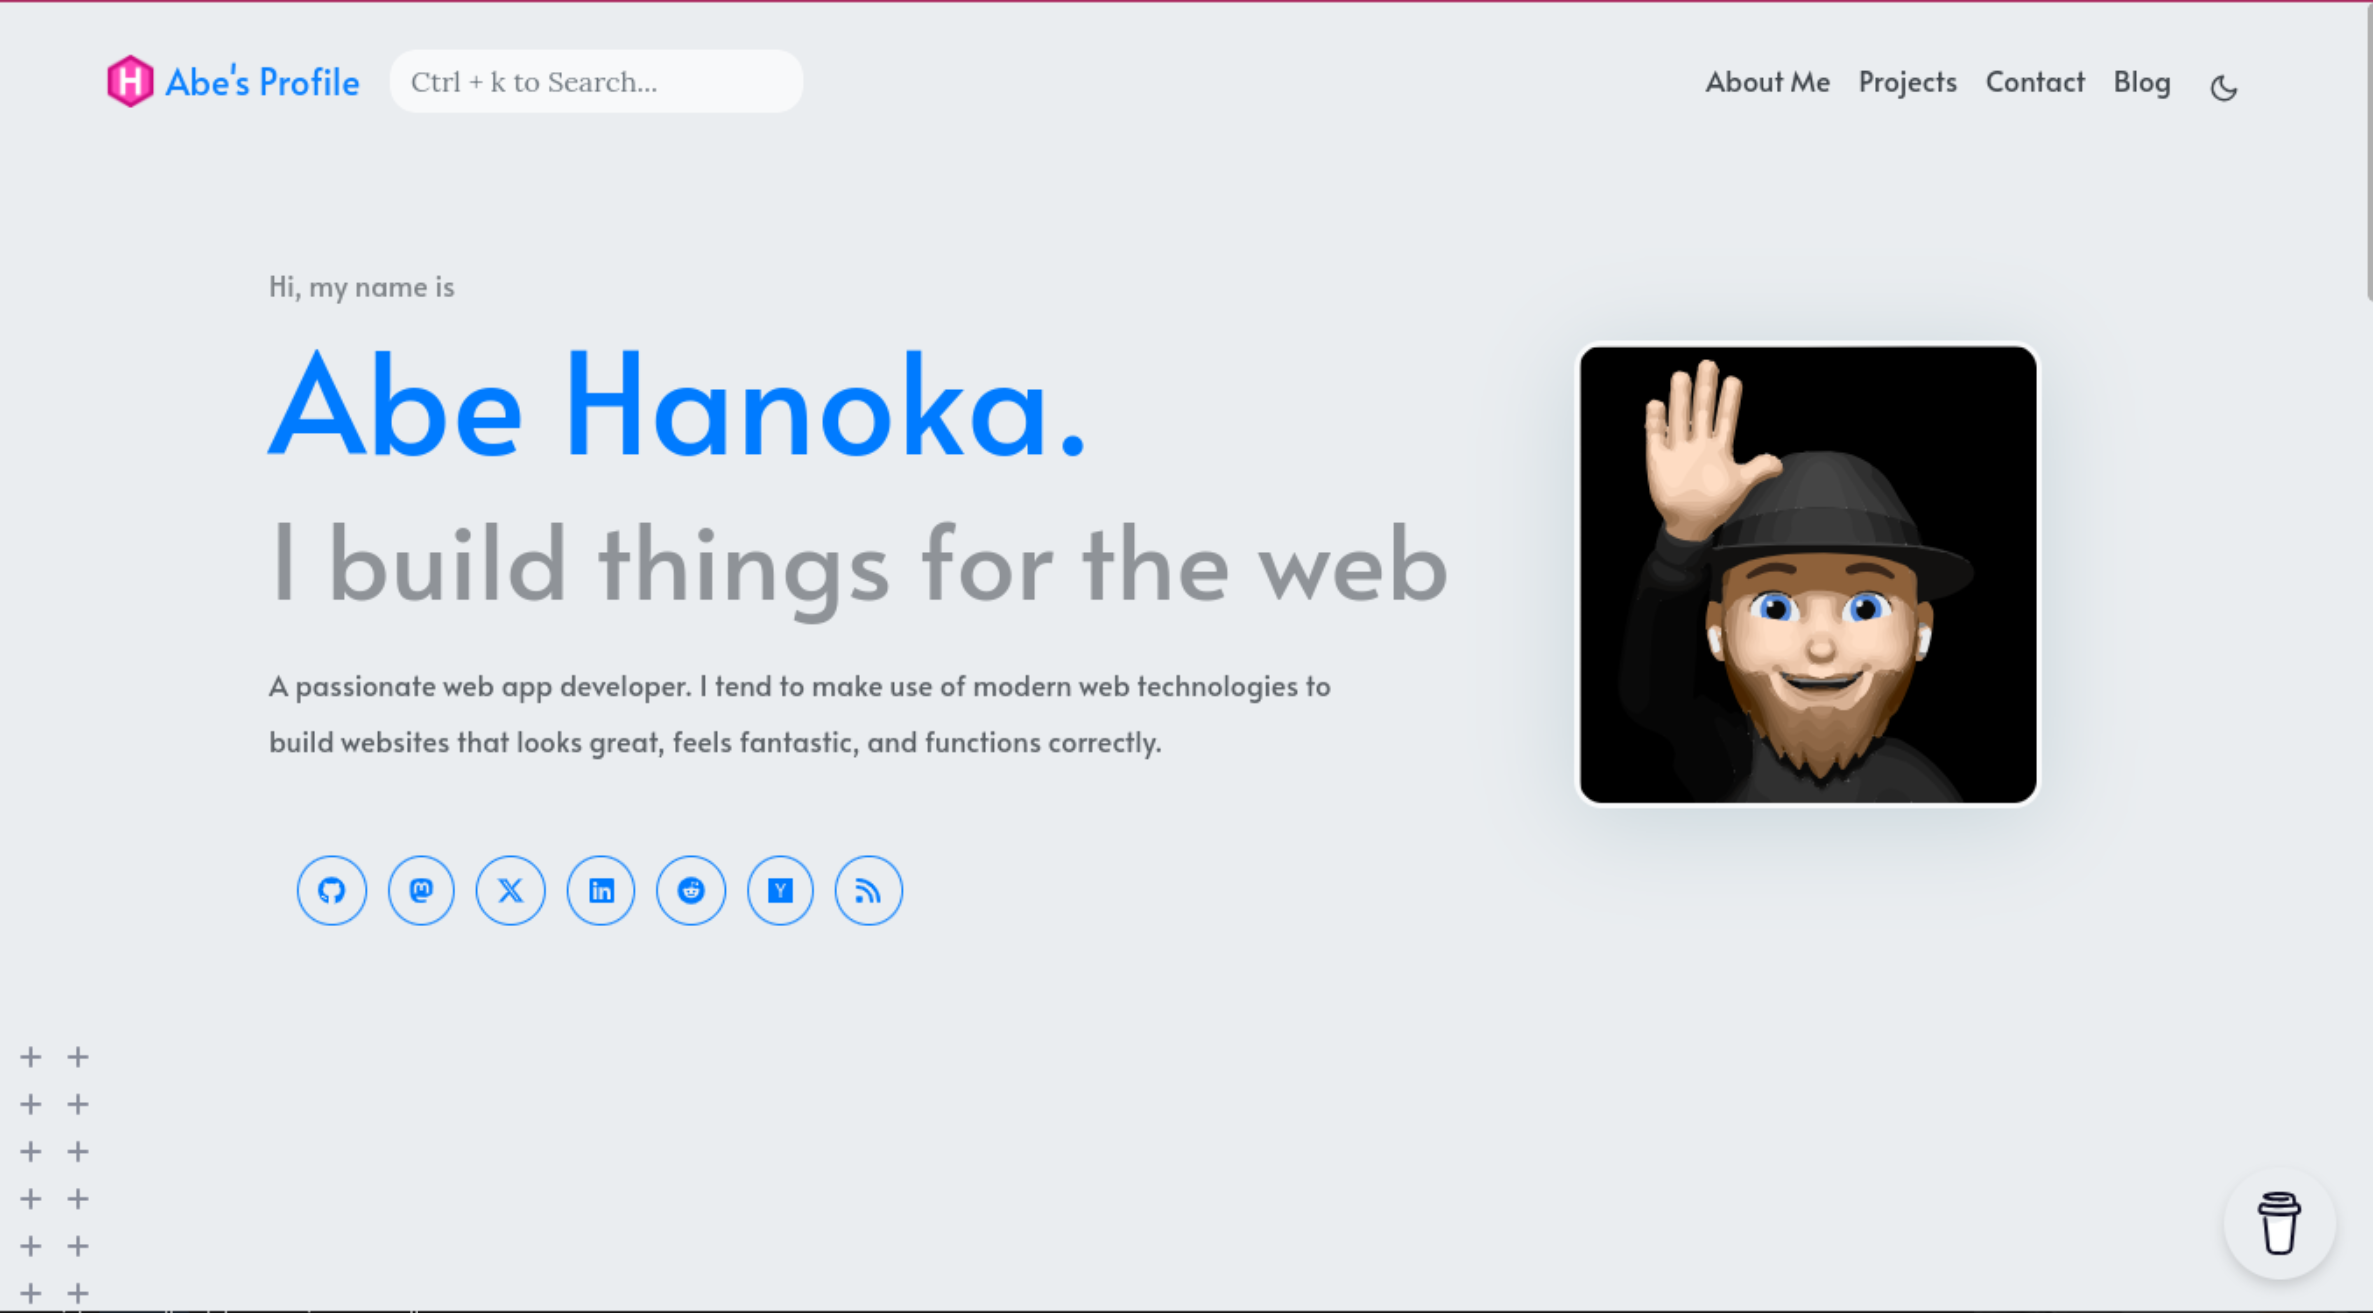 H Abe's Profile
Ctrl + k to Search...
About Me Projects Contact Blog
Hi, my name is
Abe Hanoka.
I build things for the web
A passionate web app developer. I tend to make use of modern web technologies to
build websites that looks great, feels fantastic, and functions correctly.